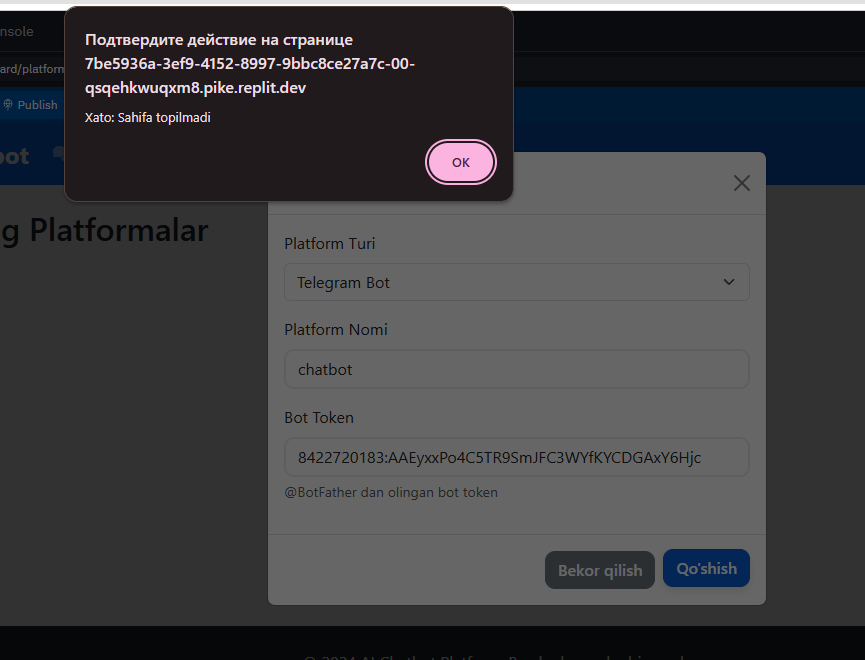 nsole
Подтвердите действие на странице
7be5936a-3ef9-4152-8997-9bbc8ce27a7c-00-
qsqehkwuqxm8.pike.replit.dev
Xato: Sahifa topilmadi
OK
ard/platform
Publish
bot
g Platformalar
Platform Turi
Telegram Bot
Platform Nomi
chatbot
Bot Token
8422720183:AAEyxxPo4C5TR9SmJFC3WYfKYCDGAxY6Hjc
@BotFather dan olingan bot token
Bekor qilish
Qo'shish